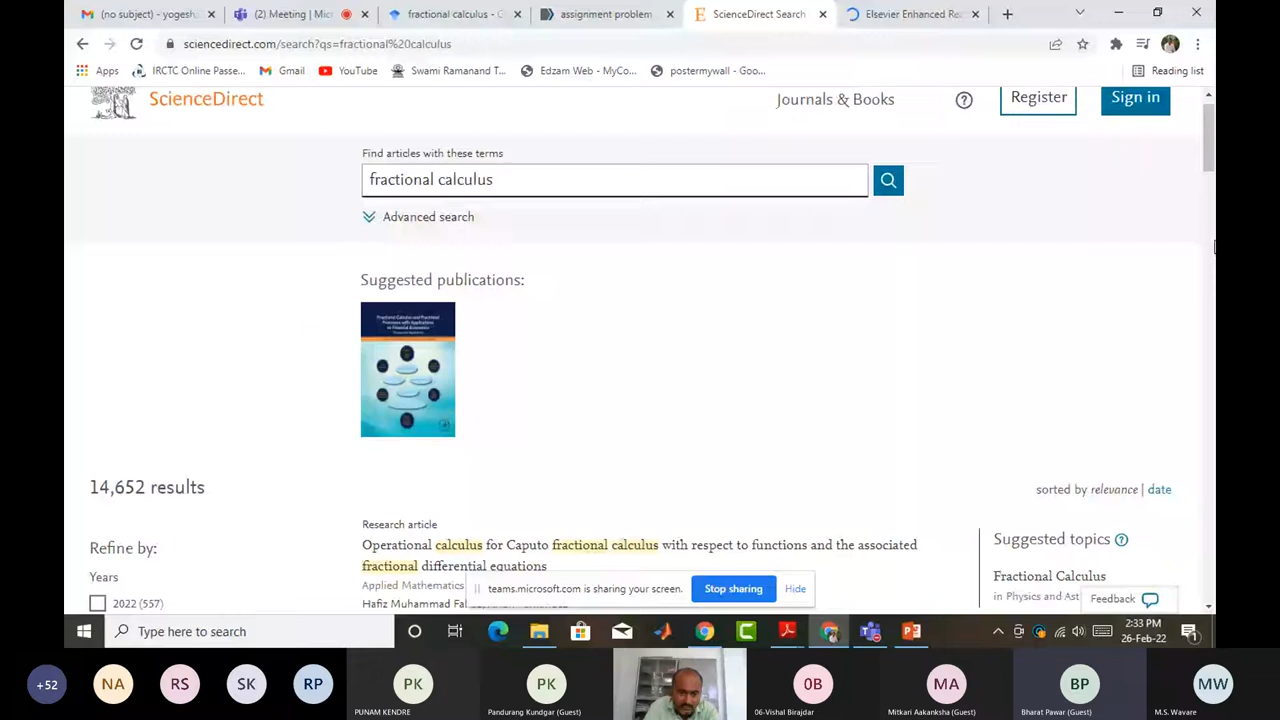 (no subject) - yogesh.
(2) Meeting | Micr
fractional calculus - G
assignment problem
ScienceDirect Search
Elsevier Enhanced Rea
sciencedirect.com/search?qs=fractional%20calculus
Apps
IRCTC Online Passe...
Gmail
YouTube
Swami Ramanand T...
Edzam Web - MyCo...
postermywall - Goo...
Reading list
ScienceDirect
Journals & Books
Register
Sign in
Find articles with these terms
fractional calculus
Advanced search
Suggested publications:
14,652 results
sorted by relevance | date
Refine by:
Years
2022 (557)
Research article
Operational calculus for Caputo fractional calculus with respect to functions and the associated
fractional differential equations
Applied Mathematics
Hafiz Muhammad
Suggested topics
Fractional Calculus
in Physics and Ast
Feedback
teams.microsoft.com is sharing your screen.
Stop sharing
Hide
Type here to search
2:33 PM
26-Feb-22
1
+52
NA
RS
SK
RP
PK
PUNAM KENDRE
PK
Pandurang Kundgar (Guest)
0B
06-Vishal Birajdar
MA
Mitkari Aakanksha (Guest)
BP
Bharat Pawar (Guest)
MW
M.S. Wavare